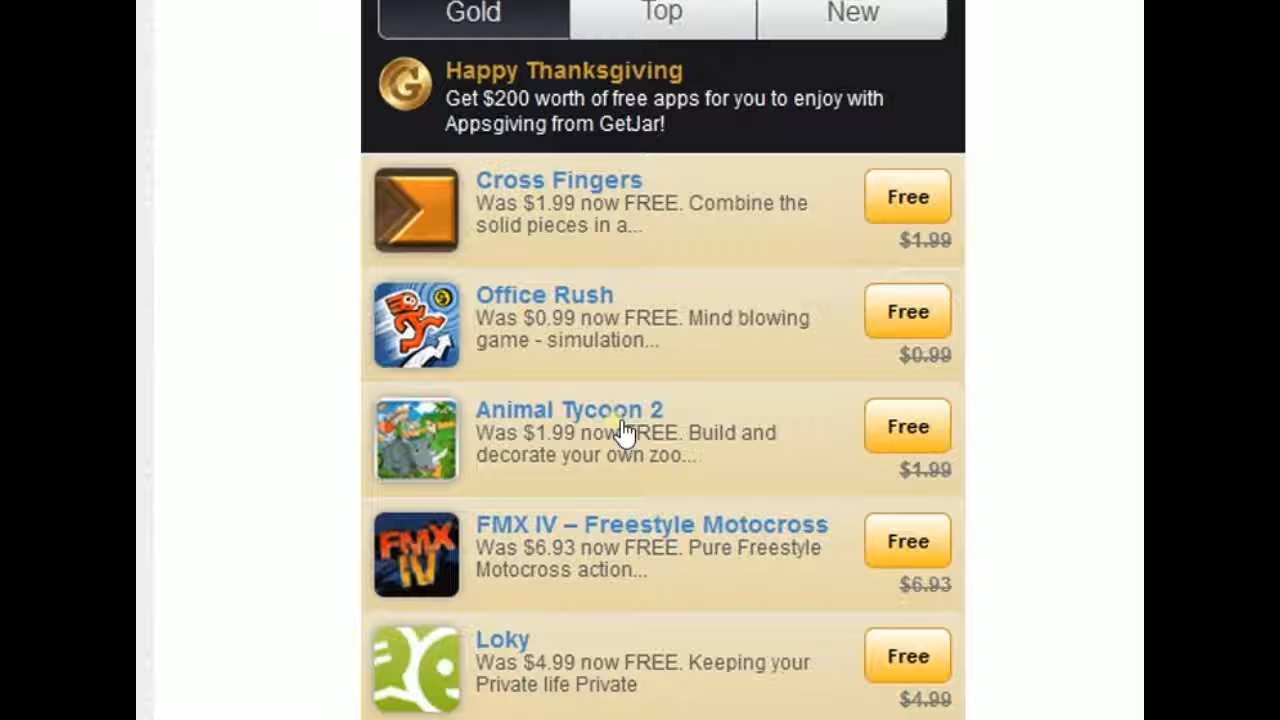 Gold Top New
Happy Thanksgiving
Get $200 worth of free apps for you to enjoy with
Appsgiving from GetJar!
Cross Fingers
Was $1.99 now FREE. Combine the
solid pieces in a...
Free
$1.99
Office Rush
Was $0.99 now FREE. Mind blowing
game - simulation...
Free
$0.99
Animal Tycoon 2
Was $1.99 now FREE. Build and
decorate your own zoo...
Free
$1.99
FMX IV – Freestyle Motocross
Was $6.93 now FREE. Pure Freestyle
Motocross action...
FMX
IV
Free
$6.93
Loky
Was $4.99 now FREE. Keeping your
Private life Private
Free
$4.99